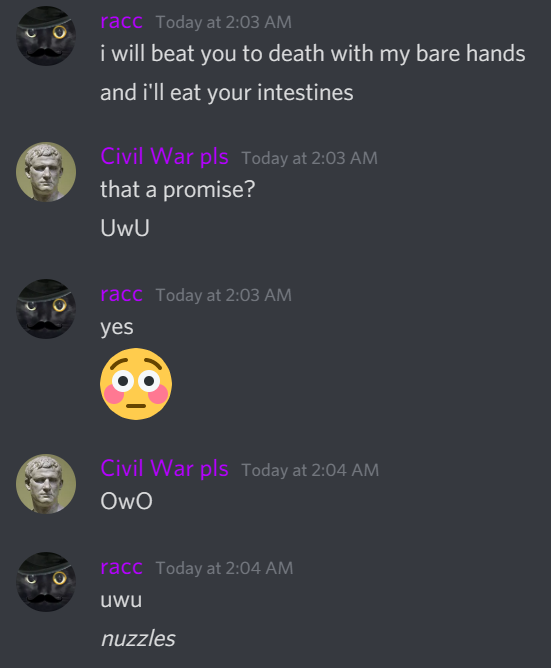 racc Today at 2:03 AM
i will beat you to death with my bare hands
and i'll eat your intestines
Civil War pls Today at 2:03 AM
that a promise?
UwU
racc Today at 2:03 AM
yes
Civil War pls Today at 2:04 AM
OwO
racc Today at 2:04 AM
uwu
nuzzles